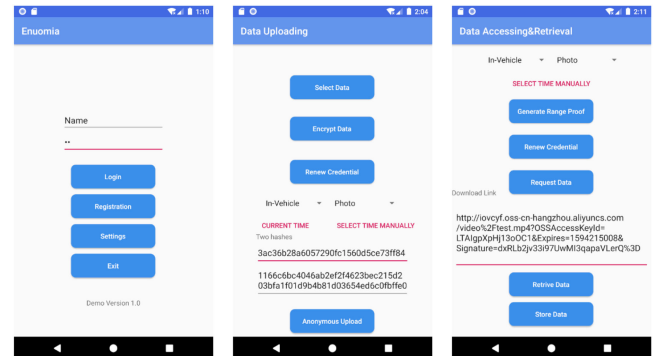 1:10
Enuomia
Name
Login
Registration
Settings
Exit
Demo Version 1.0
2:04
Data Uploading
Select Data
Encrypt Data
Renew Credential
In-Vehicle Photo
CURRENT TIME SELECT TIME MANUALLY
Two hashes
3ac36b28a6057290fc1560d5ce73ff84
1166c6bc4046ab2ef2f4623bec215d2
03bfa1f01d9b4b81d03654ed6c0fbffe0
Anonymous Upload
2:11
Data Accessing&Retrieval
In-Vehicle Photo
SELECT TIME MANUALLY
Generate Range Proof
Renew Credential
Request Data
Download Link
http://iovcyf.oss-cn-hangzhou.aliyuncs.com
/video%2Ftest.mp4?OSSAccessKeyId=
LTAIgpXpHj13oOC1&Expires=1594215008&
Signature=dxRLb2jv33i97UwMI3qapaVLerQ%3D
Retrive Data
Store Data